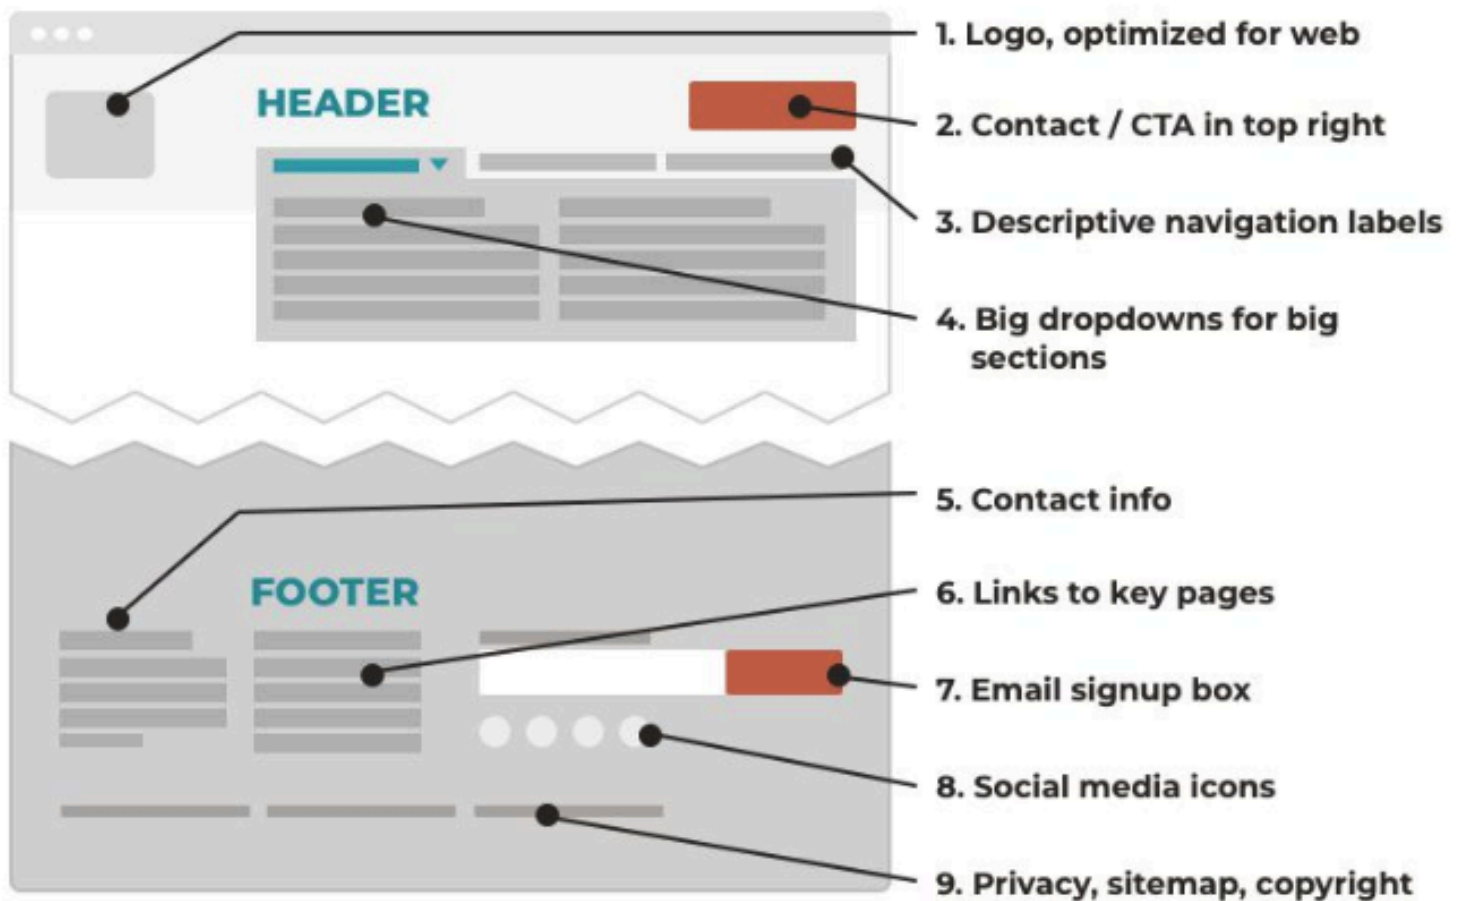 1. Logo, optimized for web
HEADER
2. Contact / CTA in top right
3. Descriptive navigation labels
4. Big dropdowns for big
sections
5. Contact info
FOOTER
6. Links to key pages
7. Email signup box
8. Social media icons
9. Privacy, sitemap, copyright